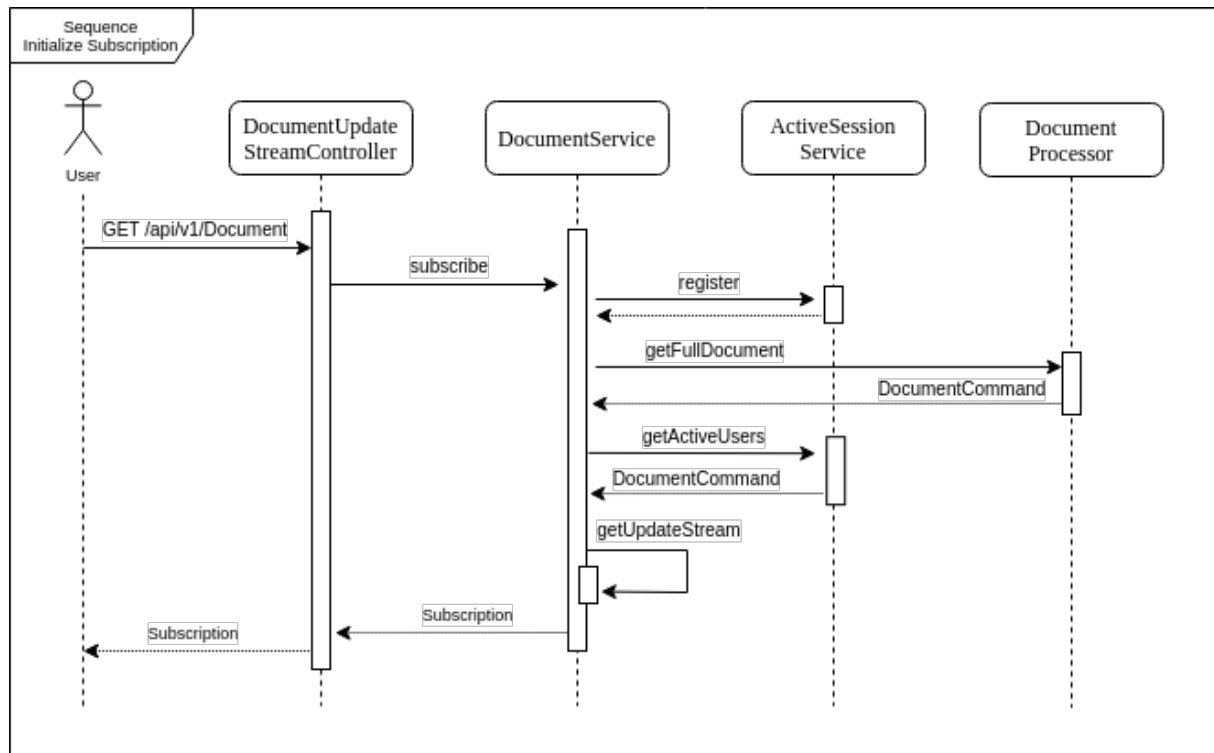 Sequence
Initialize Subscription
User
DocumentUpdate
StreamController
DocumentService
ActiveSession
Service
Document
Processor
GET /api/v1/Document
subscribe
register
getFullDocument
DocumentCommand
getActiveUsers
DocumentCommand
getUpdateStream
Subscription
Subscription